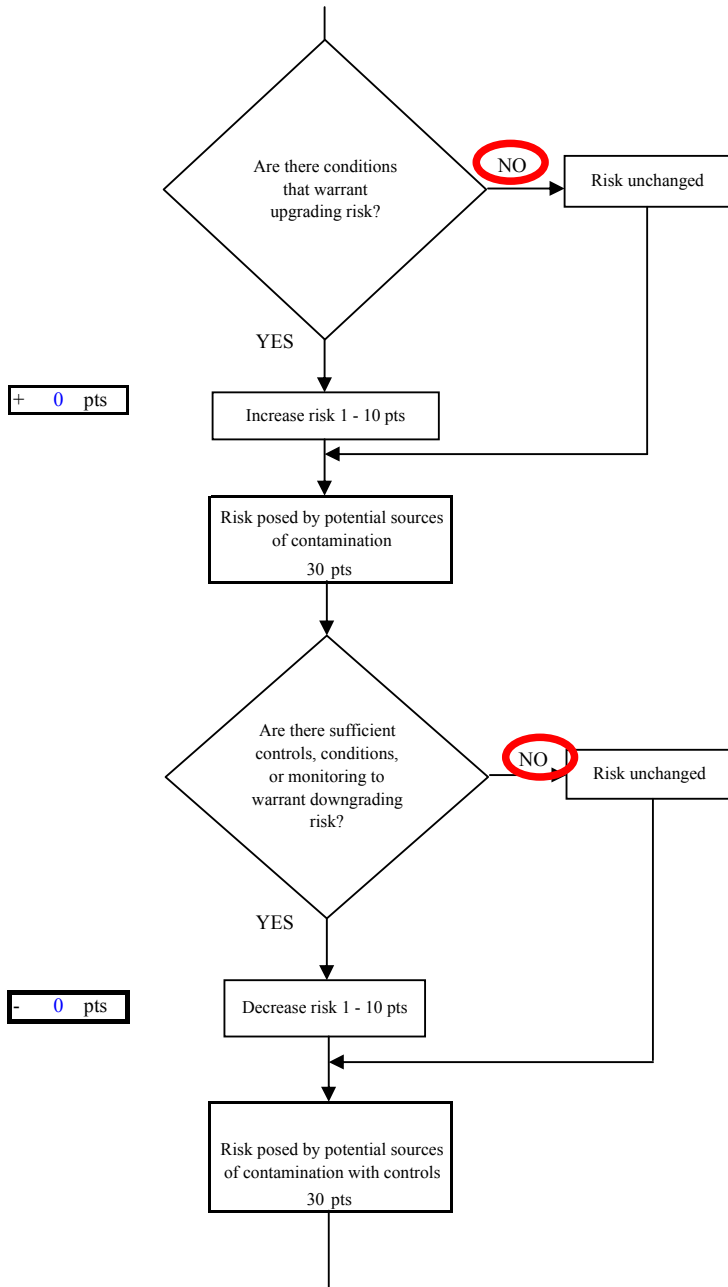 Are there conditions
that warrant
upgrading risk?
NO
Risk unchanged
YES
+ 0 pts
Increase risk 1 - 10 pts
Risk posed by potential sources
of contamination
30 pts
Are there sufficient
controls, conditions,
or monitoring to
warrant downgrading
risk?
NO
Risk unchanged
YES
- 0 pts
Decrease risk 1 - 10 pts
Risk posed by potential sources
of contamination with controls
30 pts